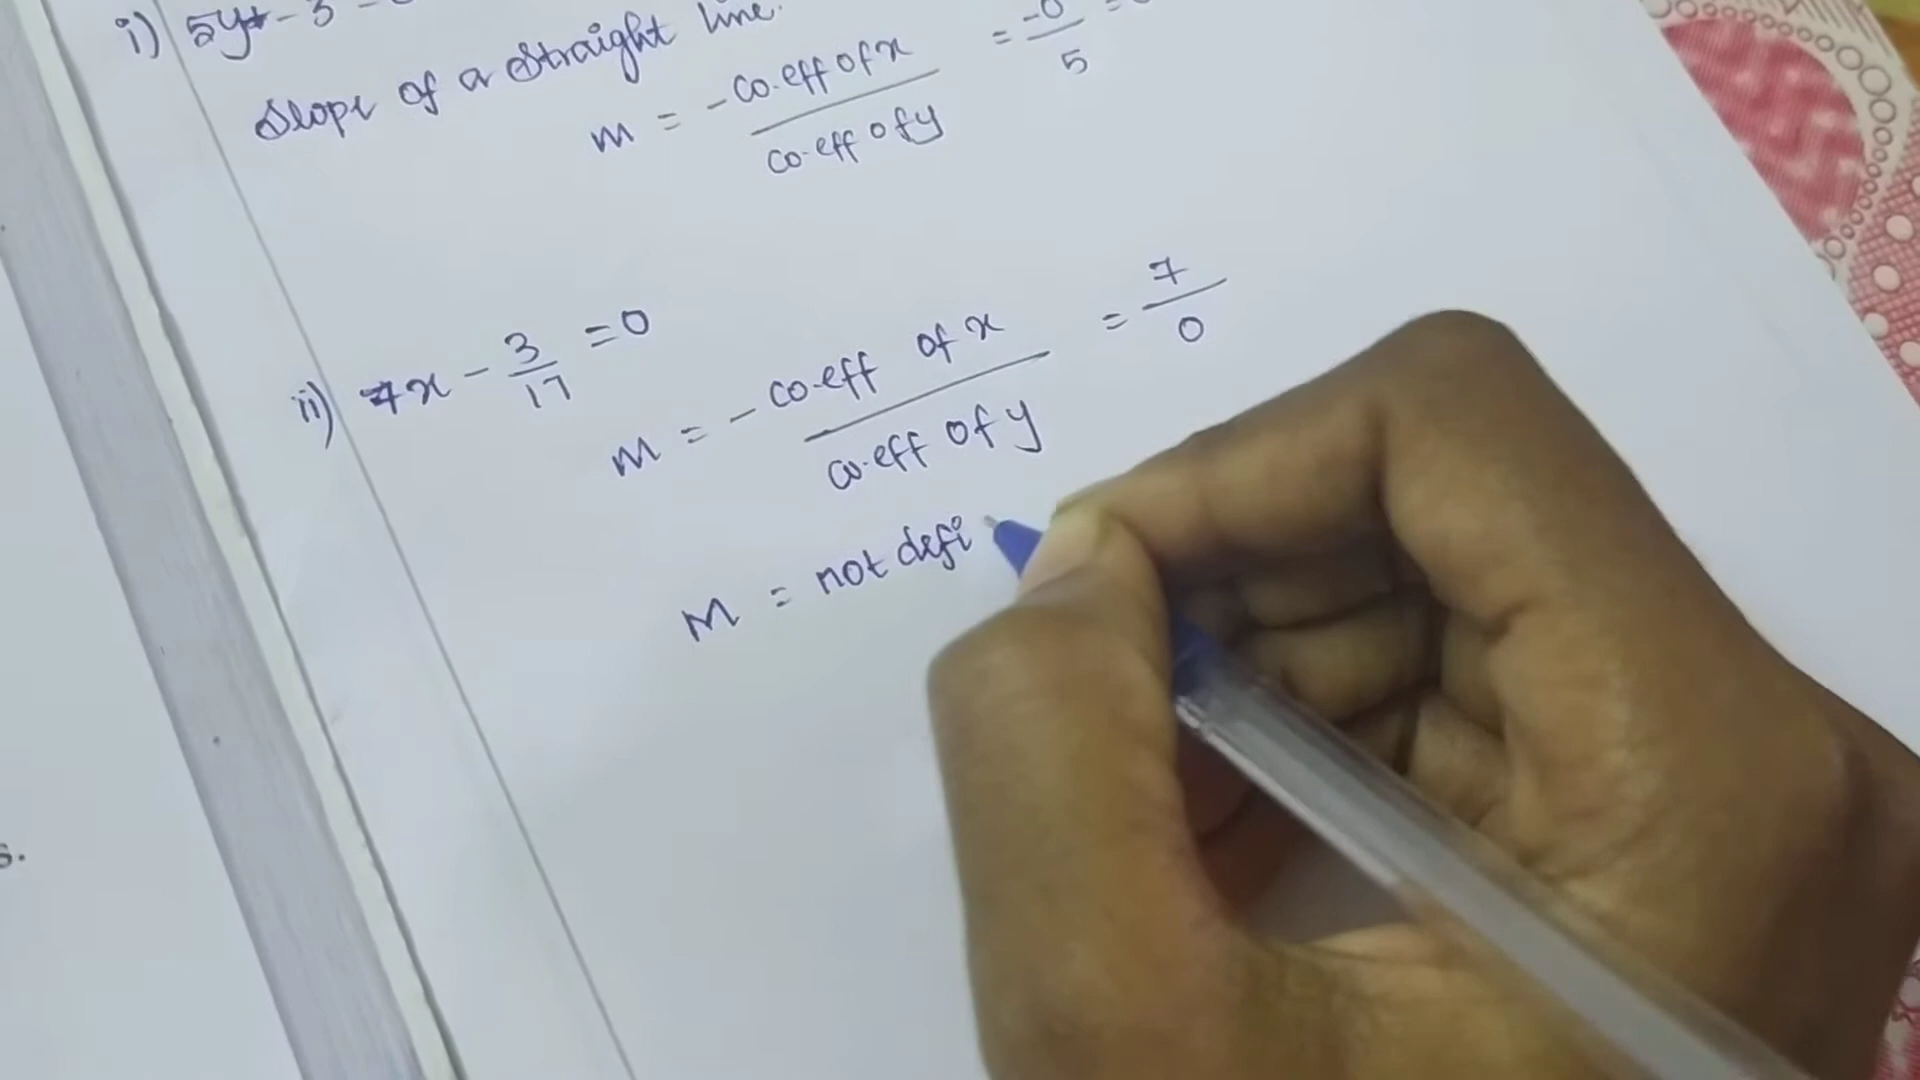 i) 5y - 3
Slope of a straight line.
m = -co.eff of x / co.eff of y = -0/5 =
ii) 7x - 3/17 = 0
m = -co.eff of x / co.eff of y = 7/0
M = not defi
s.